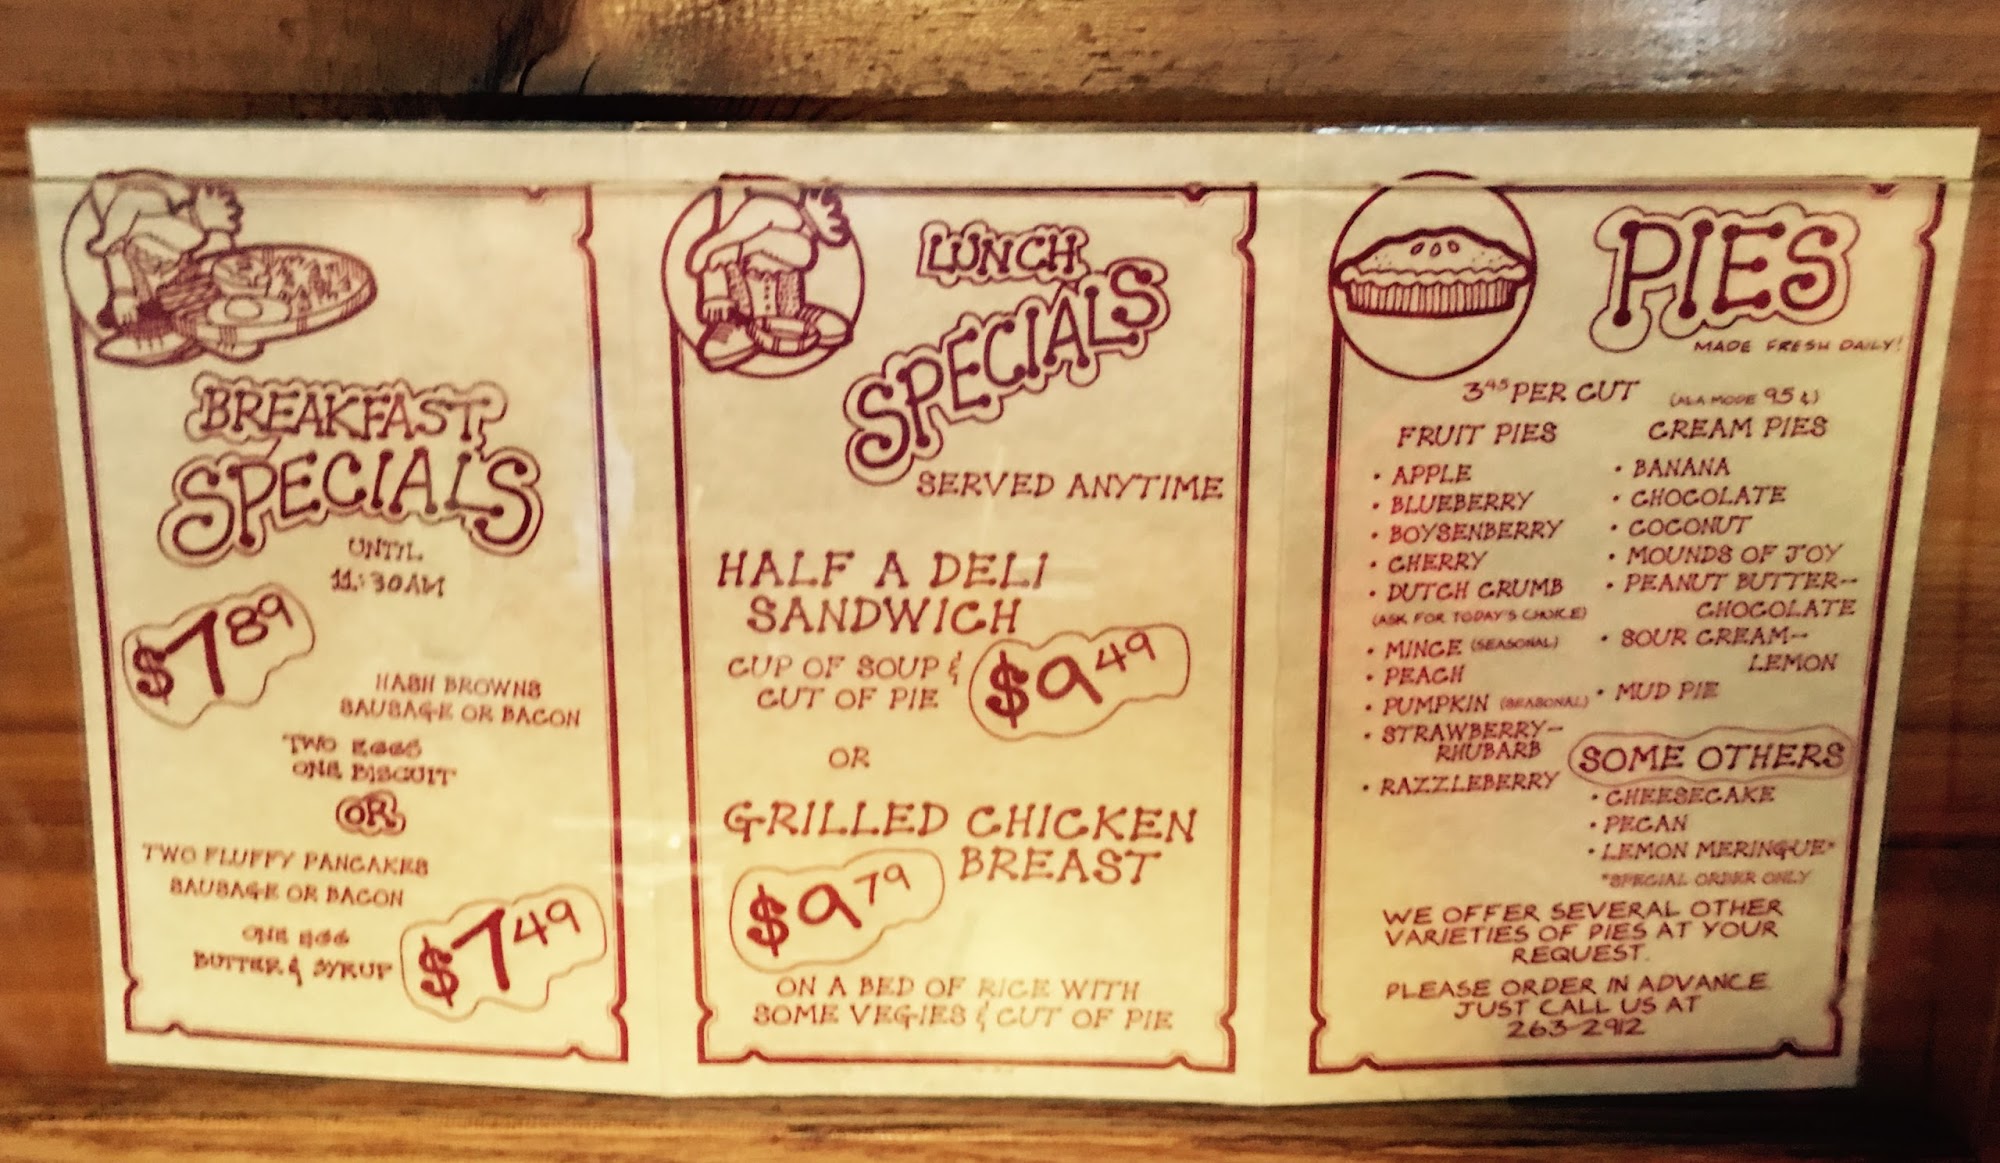 BREAKFAST
SPECIALS
UNTIL
11:30AM
$7 89
HASH BROWNS
SAUSAGE OR BACON
TWO EGGS
ONE BISCUIT
OR
TWO FLUFFY PANCAKES
SAUSAGE OR BACON
ONE EGG
BUTTER & SYRUP
$7 49
LUNCH
SPECIALS
SERVED ANYTIME
HALF A DELI
SANDWICH
CUP OF SOUP &
CUT OF PIE
$9 49
OR
GRILLED CHICKEN
BREAST
$9 79
ON A BED OF RICE WITH
SOME VEGIES & CUT OF PIE
PIES
MADE FRESH DAILY!
3 45 PER CUT (ALA MODE 95¢)
FRUIT PIES
• APPLE
• BLUEBERRY
• BOYSENBERRY
• CHERRY
• DUTCH CRUMB
(ASK FOR TODAY'S CHOICE)
• MINCE (SEASONAL)
• PEACH
• PUMPKIN (SEASONAL)
• STRAWBERRY-
RHUBARB
• RAZZLEBERRY
CREAM PIES
• BANANA
• CHOCOLATE
• COCONUT
• MOUNDS OF JOY
• PEANUT BUTTER--
CHOCOLATE
• SOUR CREAM--
LEMON
• MUD PIE
SOME OTHERS
• CHEESECAKE
• PECAN
• LEMON MERINGUE*
*SPECIAL ORDER ONLY
WE OFFER SEVERAL OTHER
VARIETIES OF PIES AT YOUR
REQUEST.
PLEASE ORDER IN ADVANCE
JUST CALL US AT
263-2912